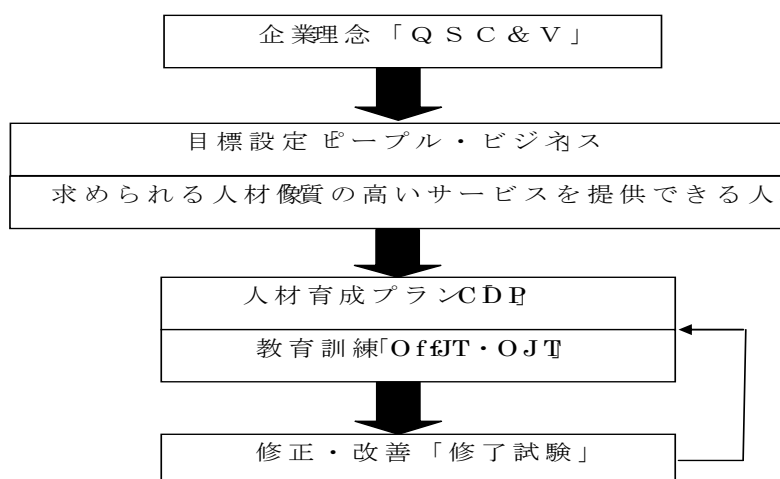 企業理念「QSC&V」
目標設定「ピープル・ビジネス」
求められる人材像「質の高いサービスを提供できる人
人材育成プラン「CDP」
教育訓練「OffJT・OJT」
修正・改善「修了試験」